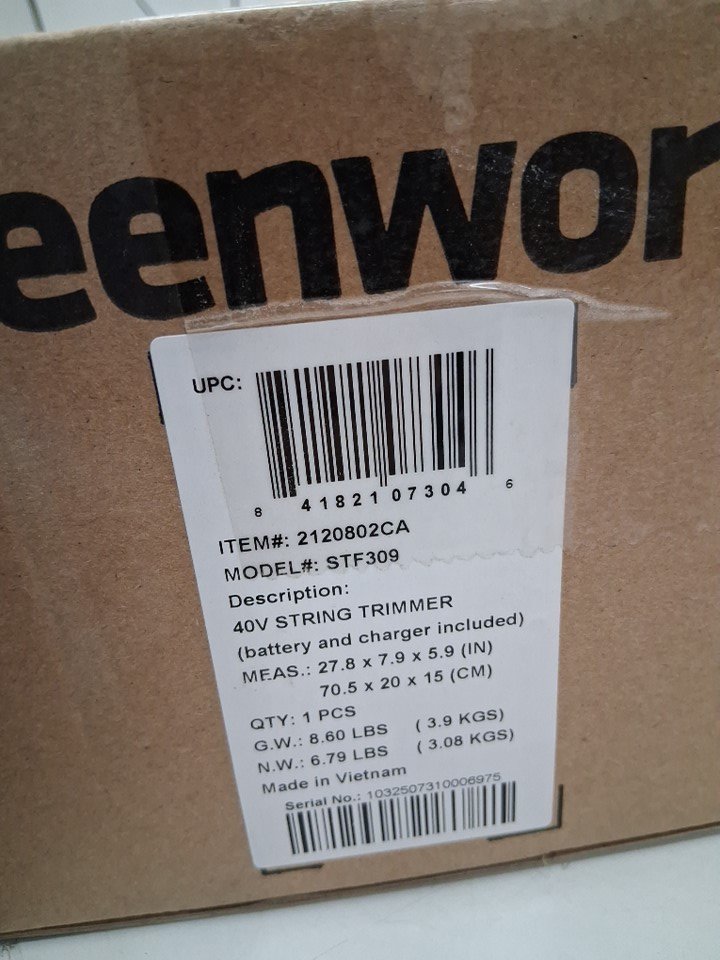 eenwor
UPC:
8 41821 07304 6
ITEM#: 2120802CA
MODEL#: STF309
Description:
40V STRING TRIMMER
(battery and charger included)
MEAS.: 27.8 x 7.9 x 5.9 (IN)
70.5 x 20 x 15 (CM)
QTY: 1 PCS
G.W.: 8.60 LBS ( 3.9 KGS)
N.W.: 6.79 LBS ( 3.08 KGS)
Made in Vietnam
Serial No.: 1032507310006975